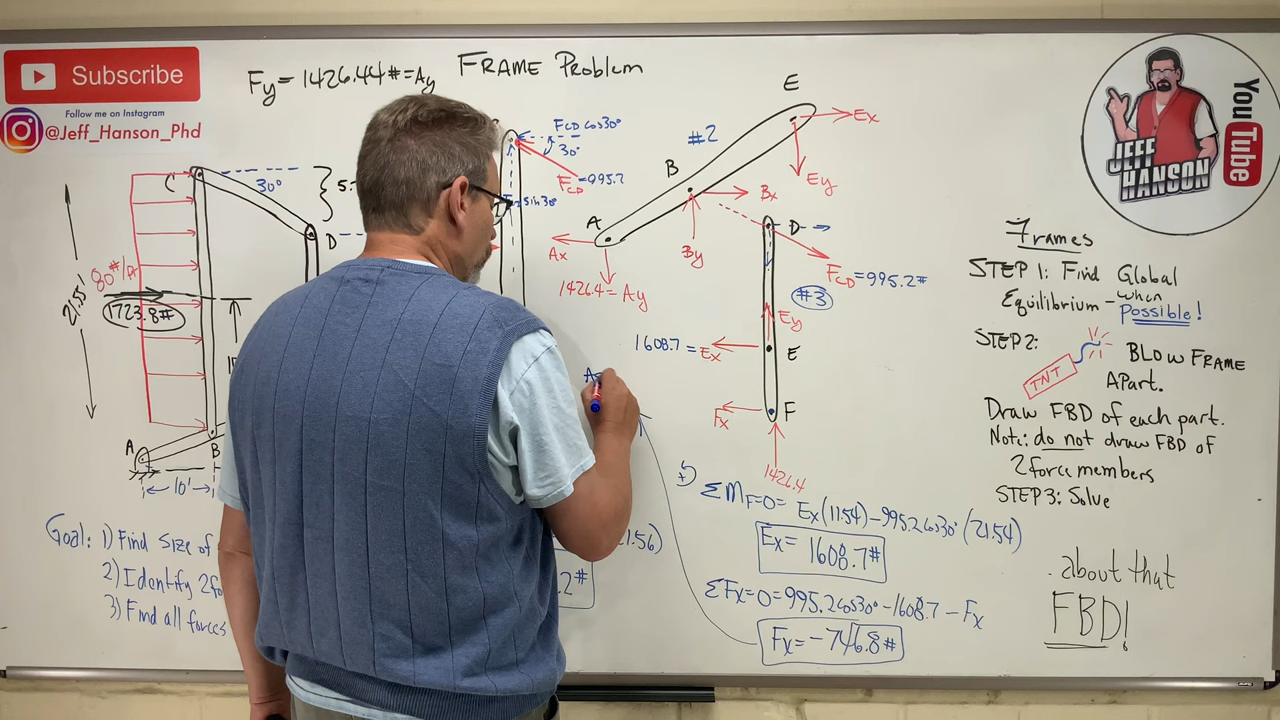 Subscribe
Follow me on Instagram
@Jeff_Hanson_Phd
Fy = 1426.44# = Ay
FRAME Problem
YouTube
JEFF
HANSON
C
30°
D
80#/ft
1723.8#
21.55
A
B
10'
FCD cos30°
30°
FCD = 995.2
sin 30°
#2
E
Ex
Ey
B
Bx
By
A
Ax
1426.4 = Ay
D
FCD = 995.2#
#3
Ey
1608.7 = Ex
E
Fx
F
1426.4
Frames
STEP 1: Find Global
Equilibrium - when
Possible!
STEP 2:
TNT
BLOW FRAME
APart.
Draw FBD of each part.
Note: do not draw FBD of
2 force members
STEP 3: Solve
+
ΣMF=0= Ex(11.54)-995.2cos30°(21.54)
Ex= 1608.7#
ΣFx=0=995.2cos30°-1608.7-Fx
Fx=-746.8#
about that
FBD!
Goal: 1) Find Size of
2) Identify 2fo
3) Find all forces
.56)
.2#